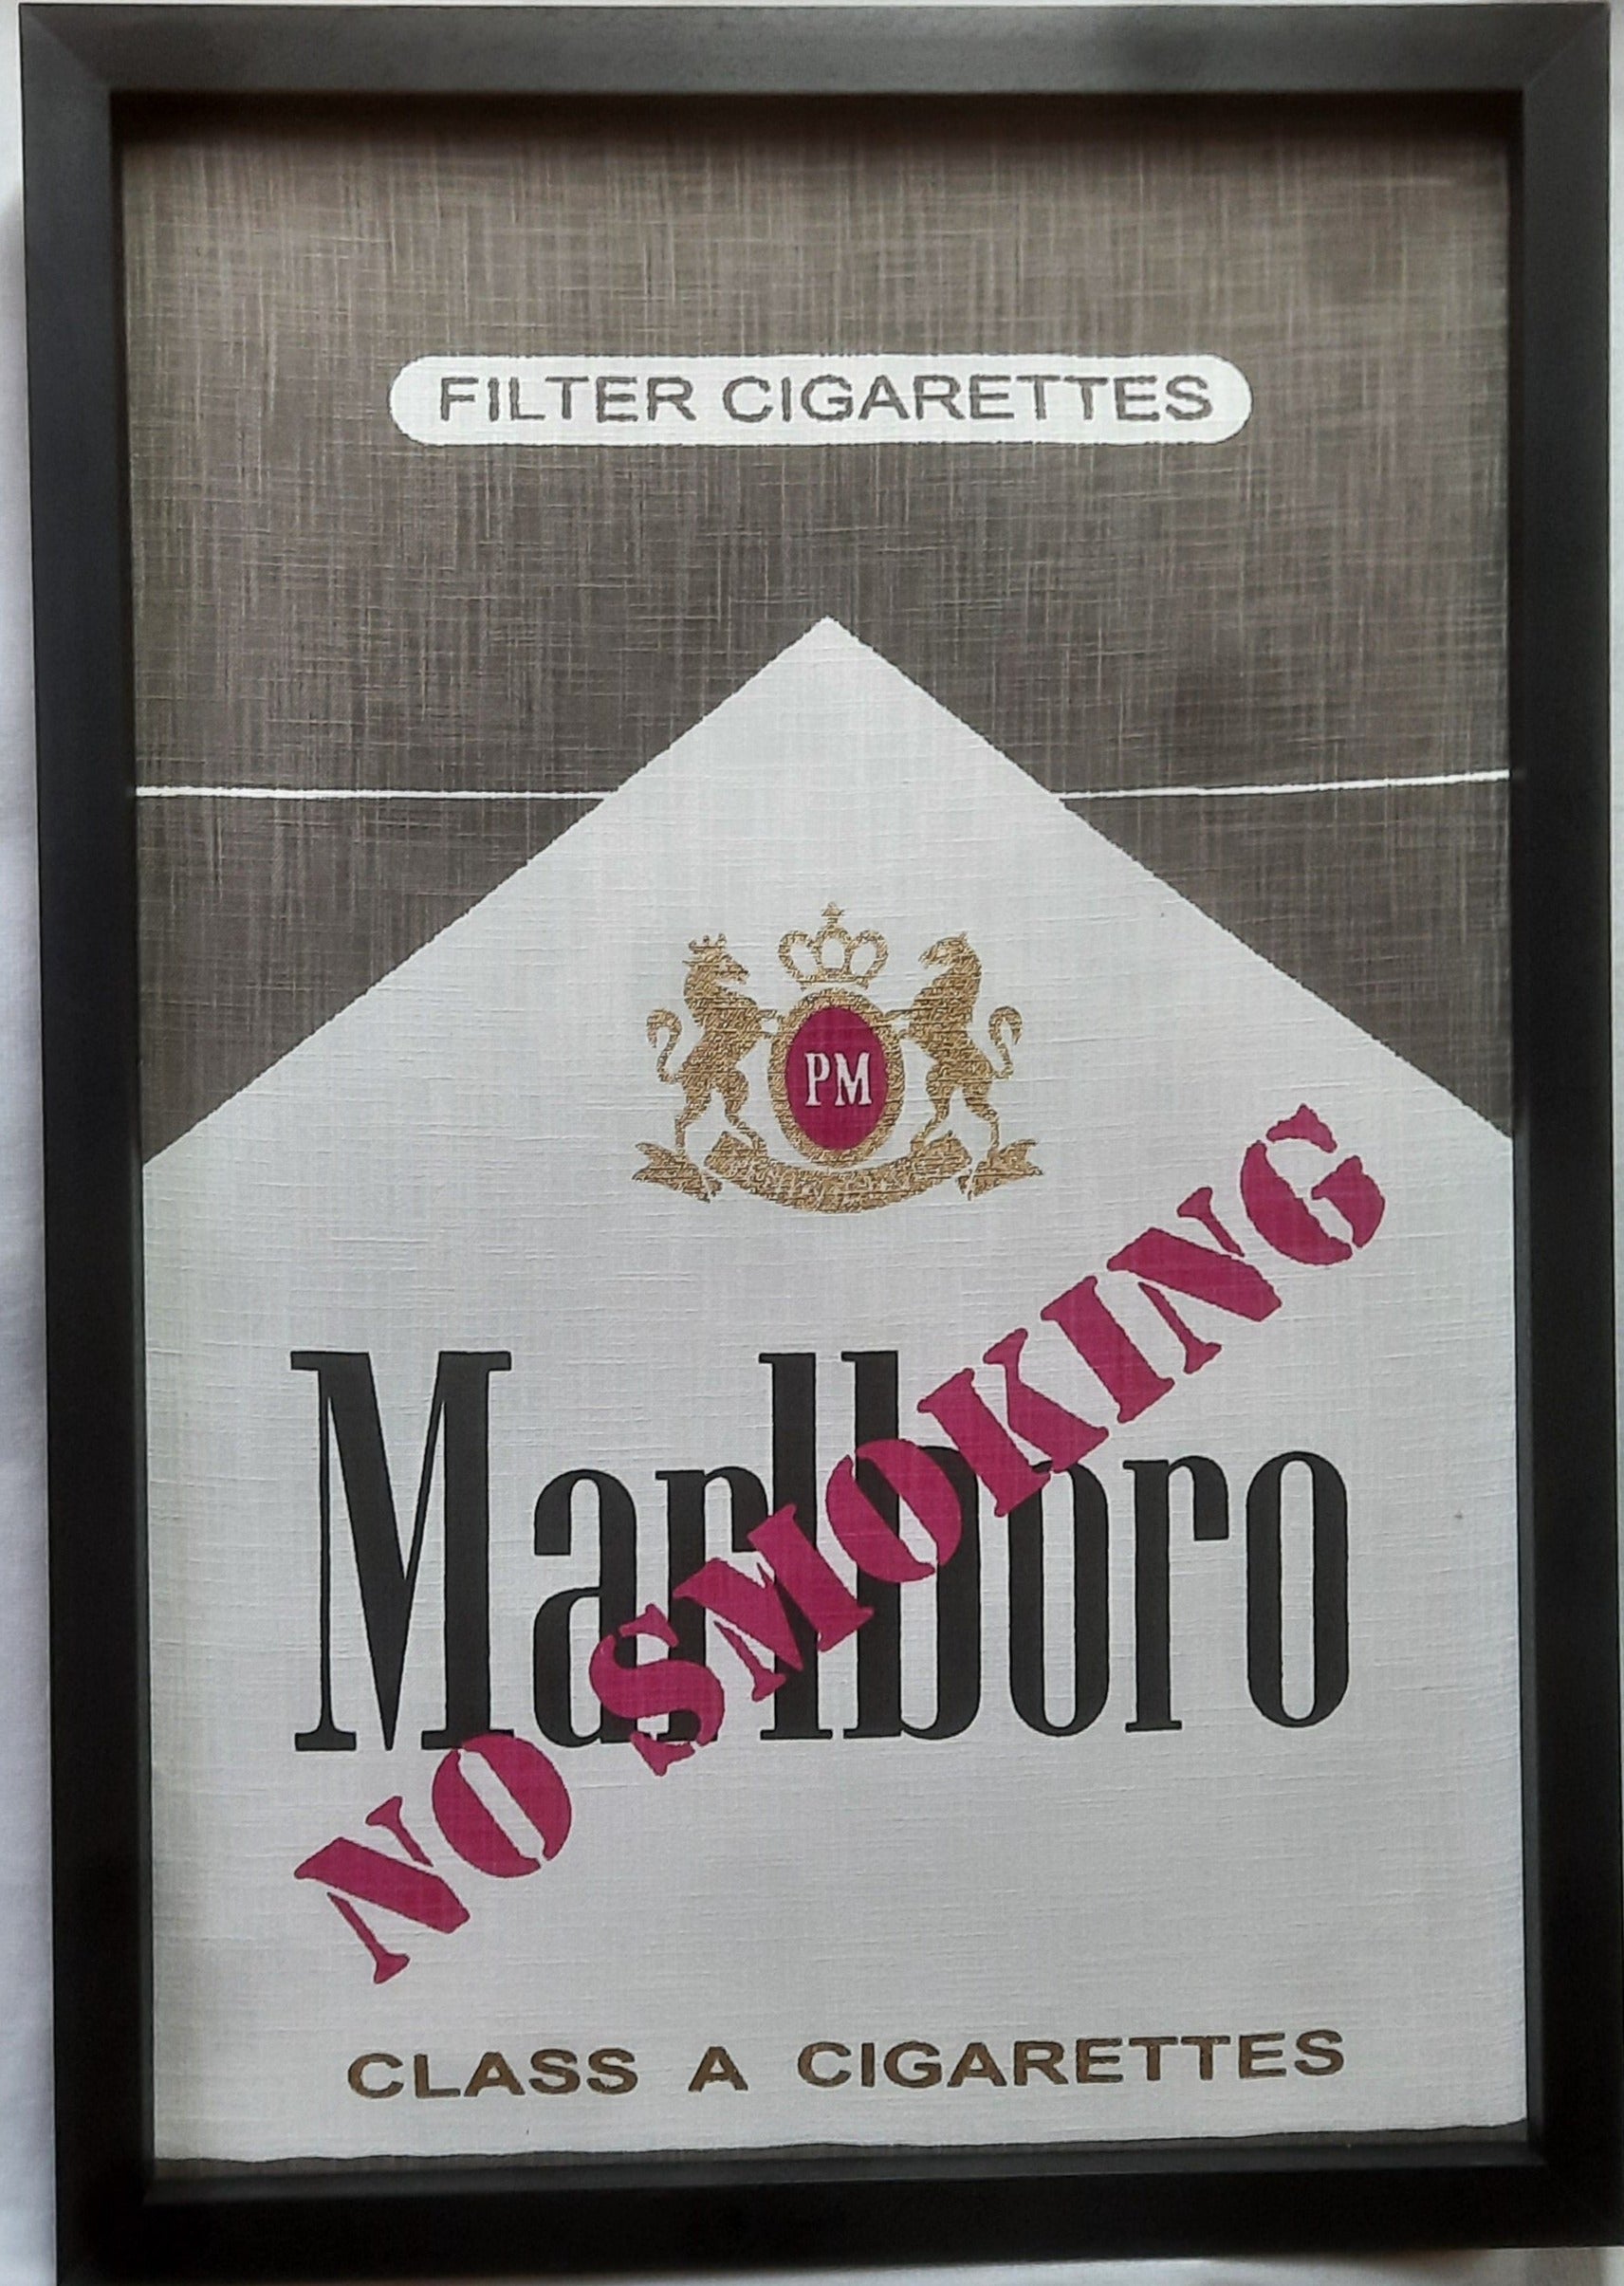 FILTER CIGARETTES
PM
Marlboro
NO SMOKING
CLASS A CIGARETTES